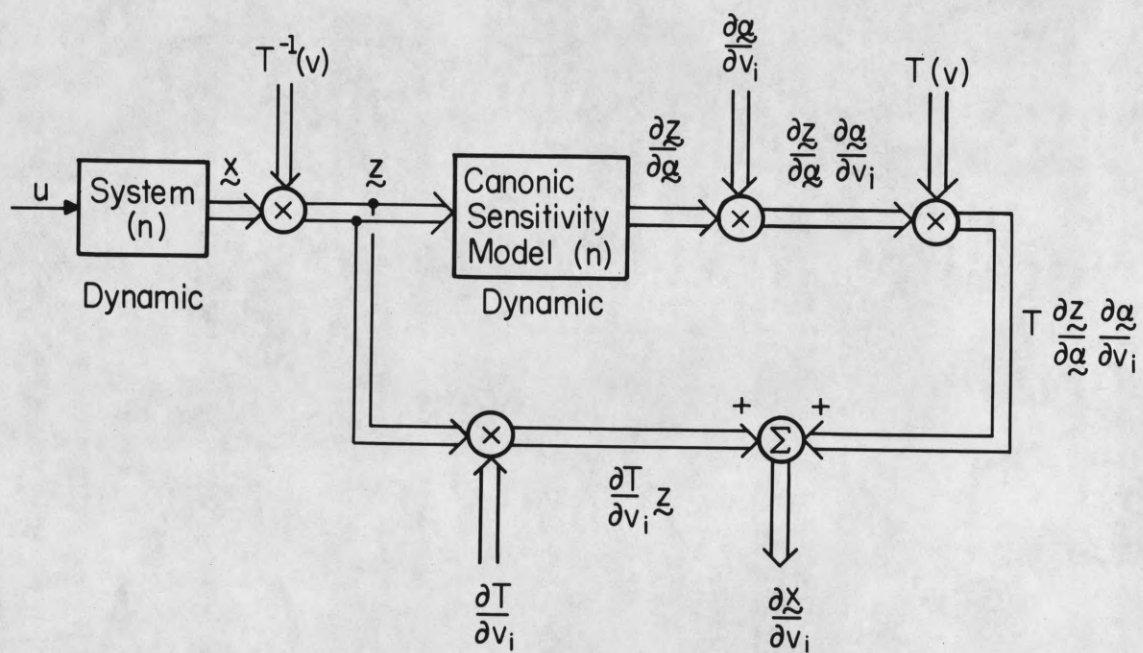 T⁻¹(v)
∂α̰/∂vᵢ
T(v)
u
System
(n)
Dynamic
x̰
×
z̰
Canonic
Sensitivity
Model (n)
Dynamic
∂z̰/∂α̰
×
∂z̰/∂α̰ ∂α̰/∂vᵢ
×
T ∂z̰/∂α̰ ∂α̰/∂vᵢ
×
∂T/∂vᵢ z̰
+
+
Σ
∂T/∂vᵢ
∂x̰/∂vᵢ